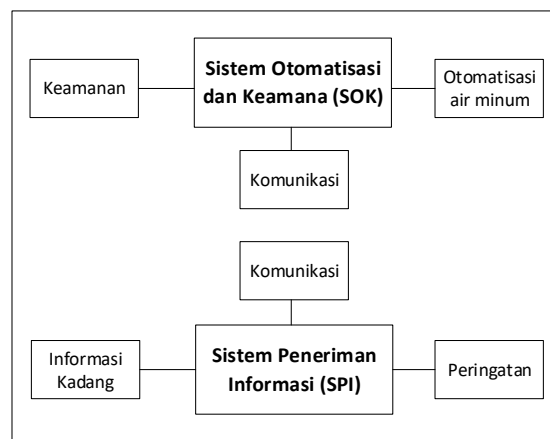 Sistem Otomatisasi
dan Keamana (SOK)
Keamanan
Otomatisasi
air minum
Komunikasi
Komunikasi
Sistem Peneriman
Informasi (SPI)
Informasi
Kadang
Peringatan